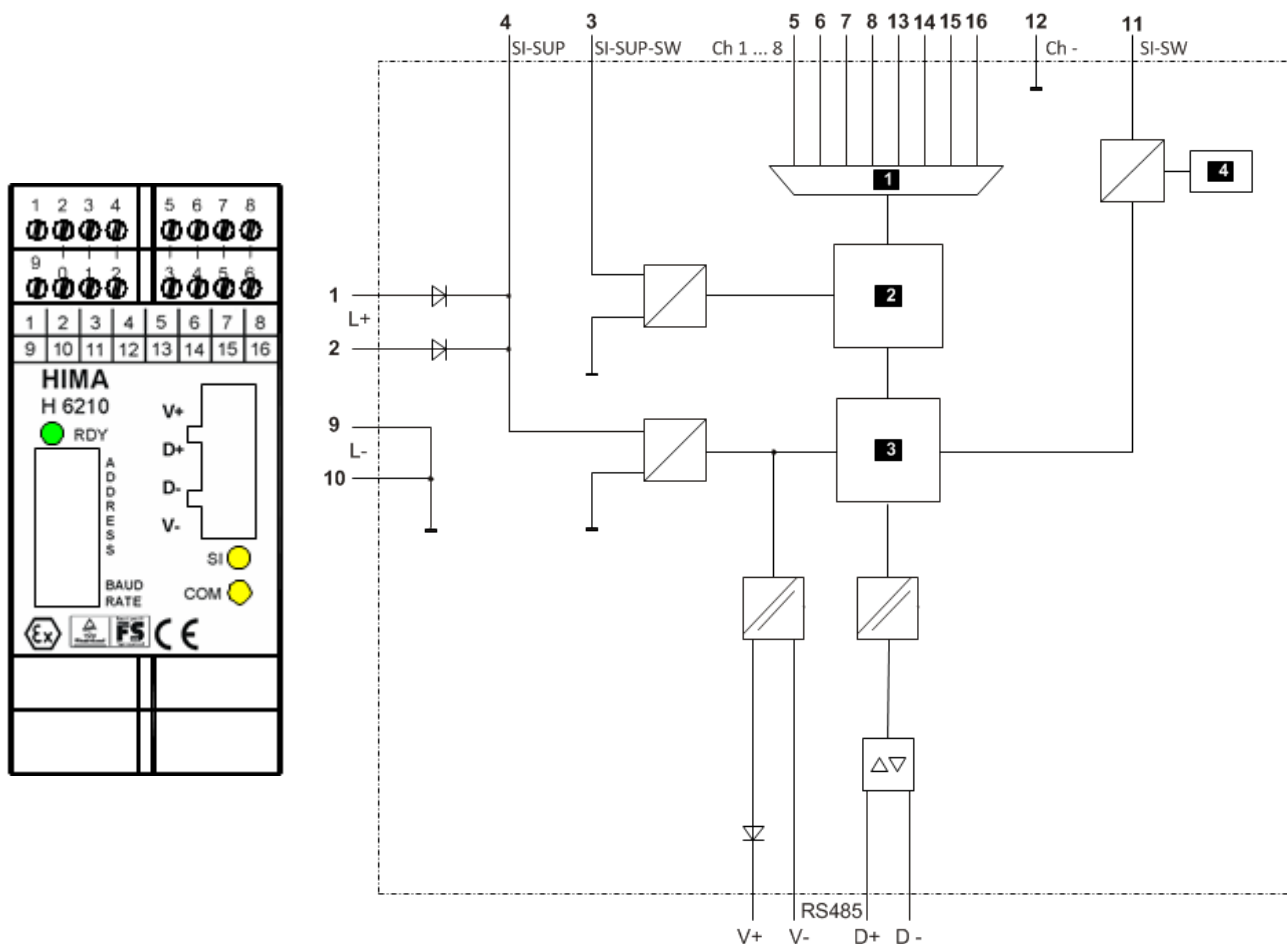 4 3 5 6 7 8 13 14 15 16 12 11
SI-SUP SI-SUP-SW Ch 1 ... 8 Ch - SI-SW
1
4
2
3
1
L+
2
9
L-
10
RS485
V+ V- D+ D -
1 2 3 4 5 6 7 8
9 0 1 2 3 4 5 6
1 2 3 4 5 6 7 8
9 10 11 12 13 14 15 16
HIMA
H 6210
RDY
ADDRESS
BAUD
RATE
V+
D+
D-
V-
SI
COM
Ex
FS
CE